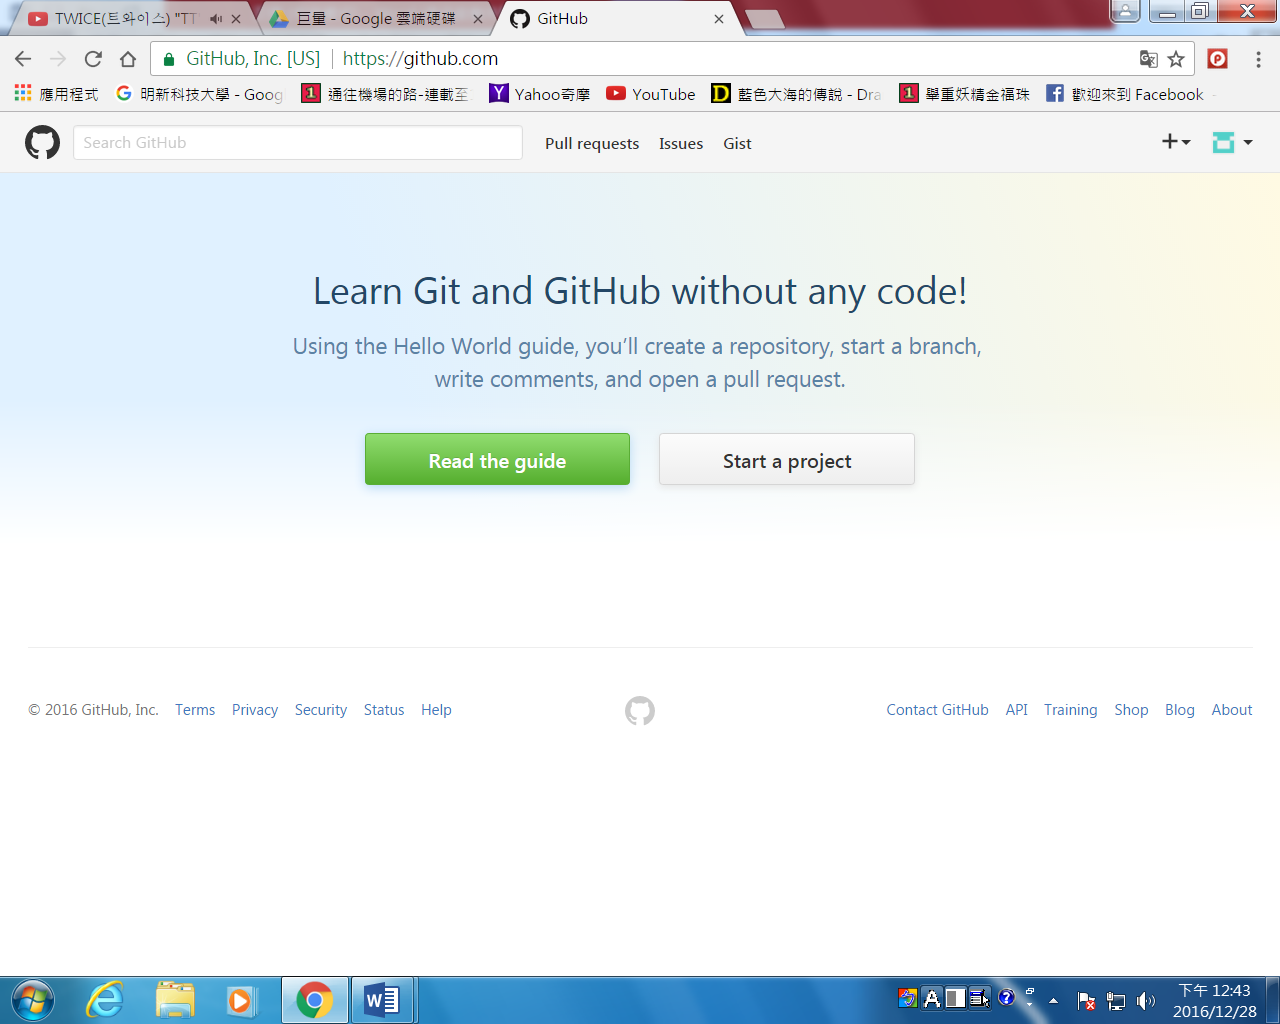 TWICE(트와이스) "TT
巨量 - Google 雲端硬碟
GitHub
GitHub, Inc. [US]
https://github.com
應用程式
明新科技大學 - Goog
通往機場的路-連載至
Yahoo奇摩
YouTube
藍色大海的傳說 - Dra
舉重妖精金福珠
歡迎來到 Facebook -
Search GitHub
Pull requests
Issues
Gist
Learn Git and GitHub without any code!
Using the Hello World guide, you’ll create a repository, start a branch,
write comments, and open a pull request.
Read the guide
Start a project
© 2016 GitHub, Inc.
Terms
Privacy
Security
Status
Help
Contact GitHub
API
Training
Shop
Blog
About
下午 12:43
2016/12/28